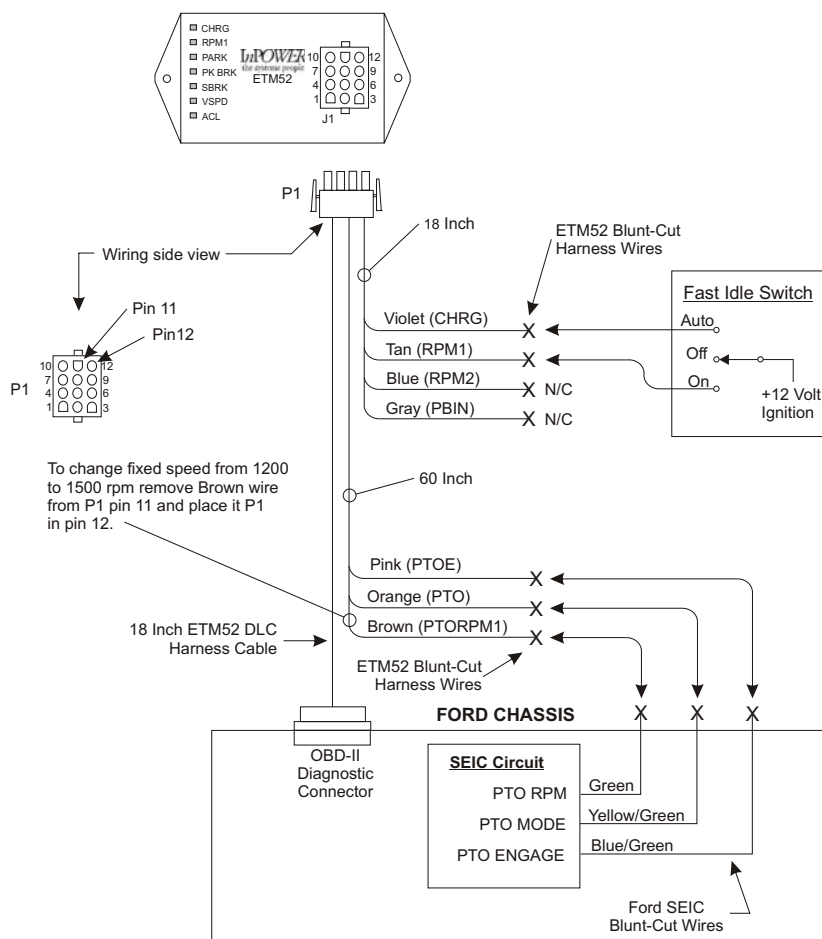 CHRG
RPM1
PARK
PK BRK
SBRK
VSPD
ACL
InPOWER
the systems people
ETM52
10
12
7
9
4
6
1
3
J1
P1
18 Inch
ETM52 Blunt-Cut
Harness Wires
Wiring side view
Pin 11
Pin12
10
12
7
9
4
6
1
3
P1
Violet (CHRG)
X
Tan (RPM1)
X
Blue (RPM2)
X N/C
Gray (PBIN)
X N/C
Fast Idle Switch
Auto
Off
On
+12 Volt
Ignition
To change fixed speed from 1200
to 1500 rpm remove Brown wire
from P1 pin 11 and place it P1
in pin 12.
60 Inch
Pink (PTOE)
X
Orange (PTO)
X
Brown (PTORPM1)
X
18 Inch ETM52 DLC
Harness Cable
ETM52 Blunt-Cut
Harness Wires
FORD CHASSIS
X X X
OBD-II
Diagnostic
Connector
SEIC Circuit
PTO RPM
Green
PTO MODE
Yellow/Green
PTO ENGAGE
Blue/Green
Ford SEIC
Blunt-Cut Wires